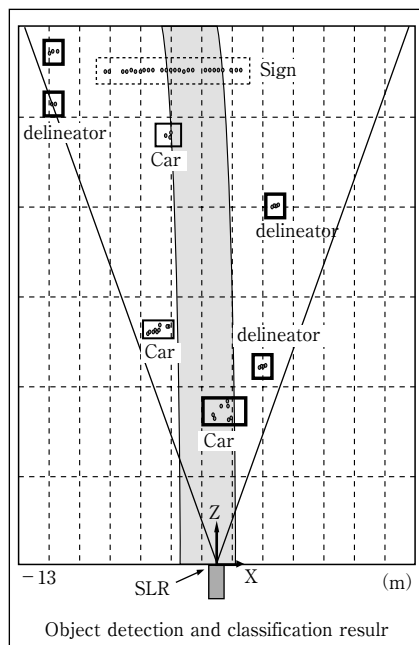 Sign
delineator
Car
delineator
delineator
Car
Car
Z
-13
SLR
X
(m)
Object detection and classification resulr